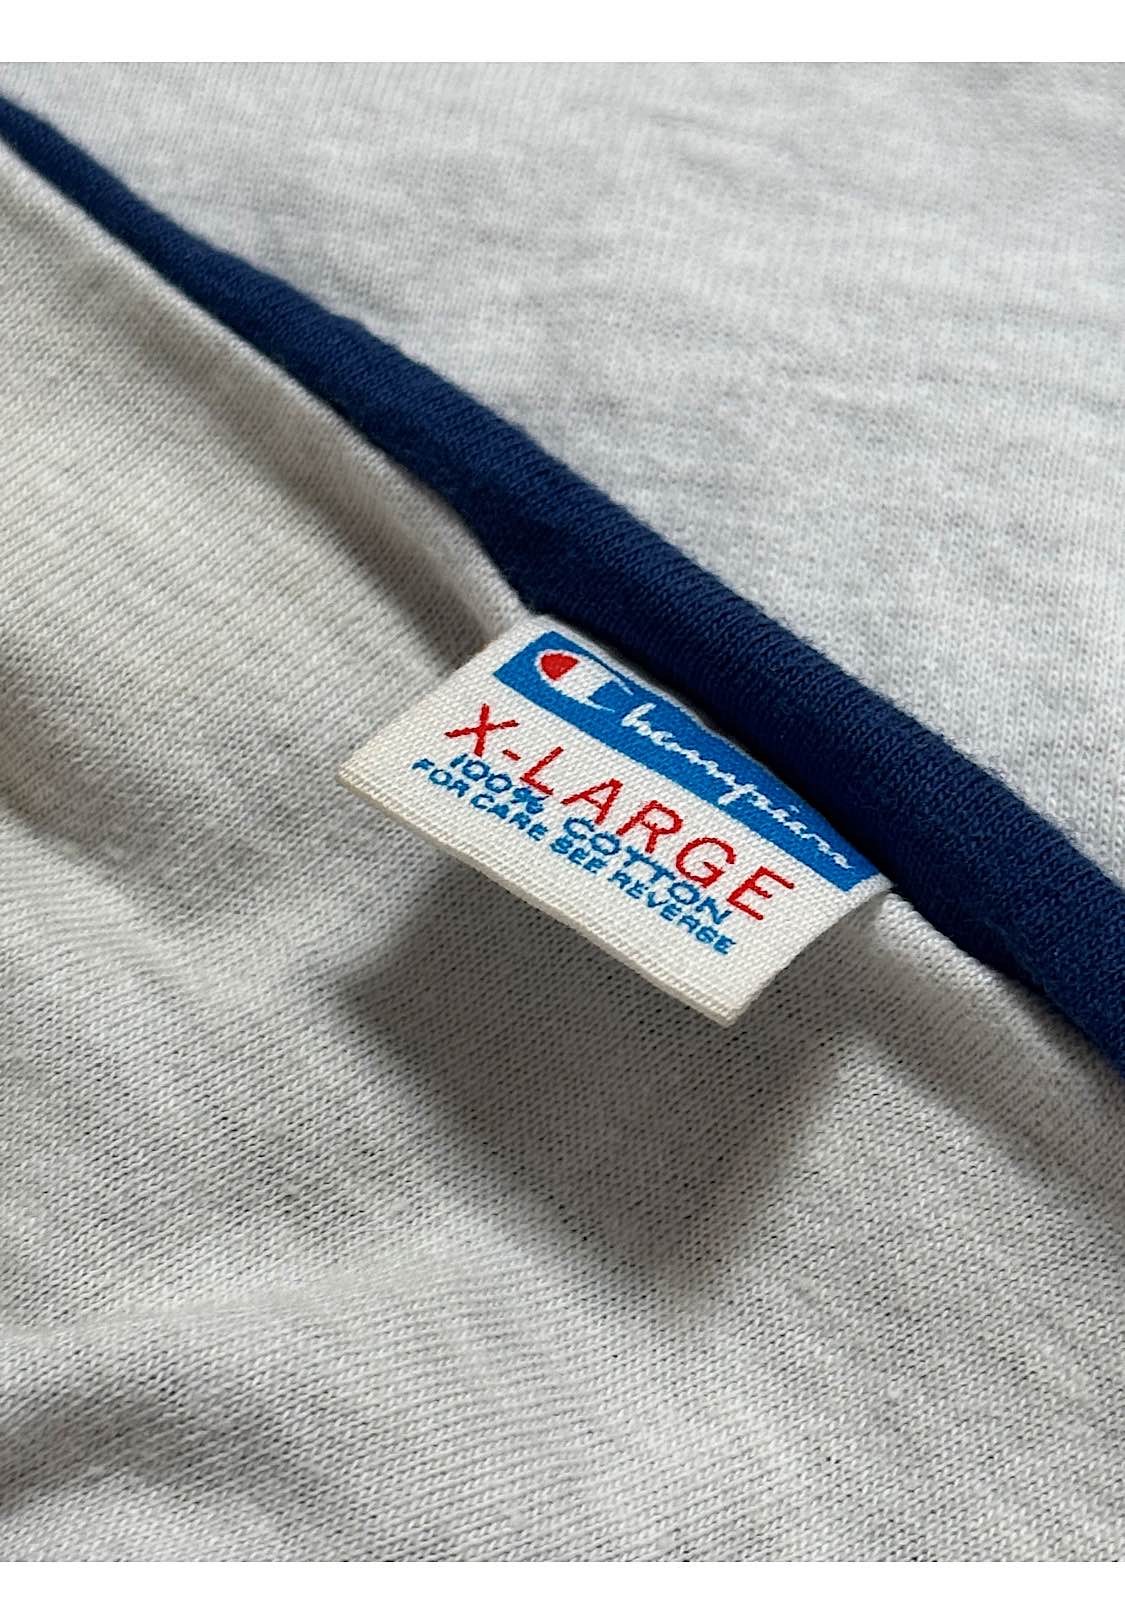 Champion
X-LARGE
100% COTTON
FOR CARE SEE REVERSE